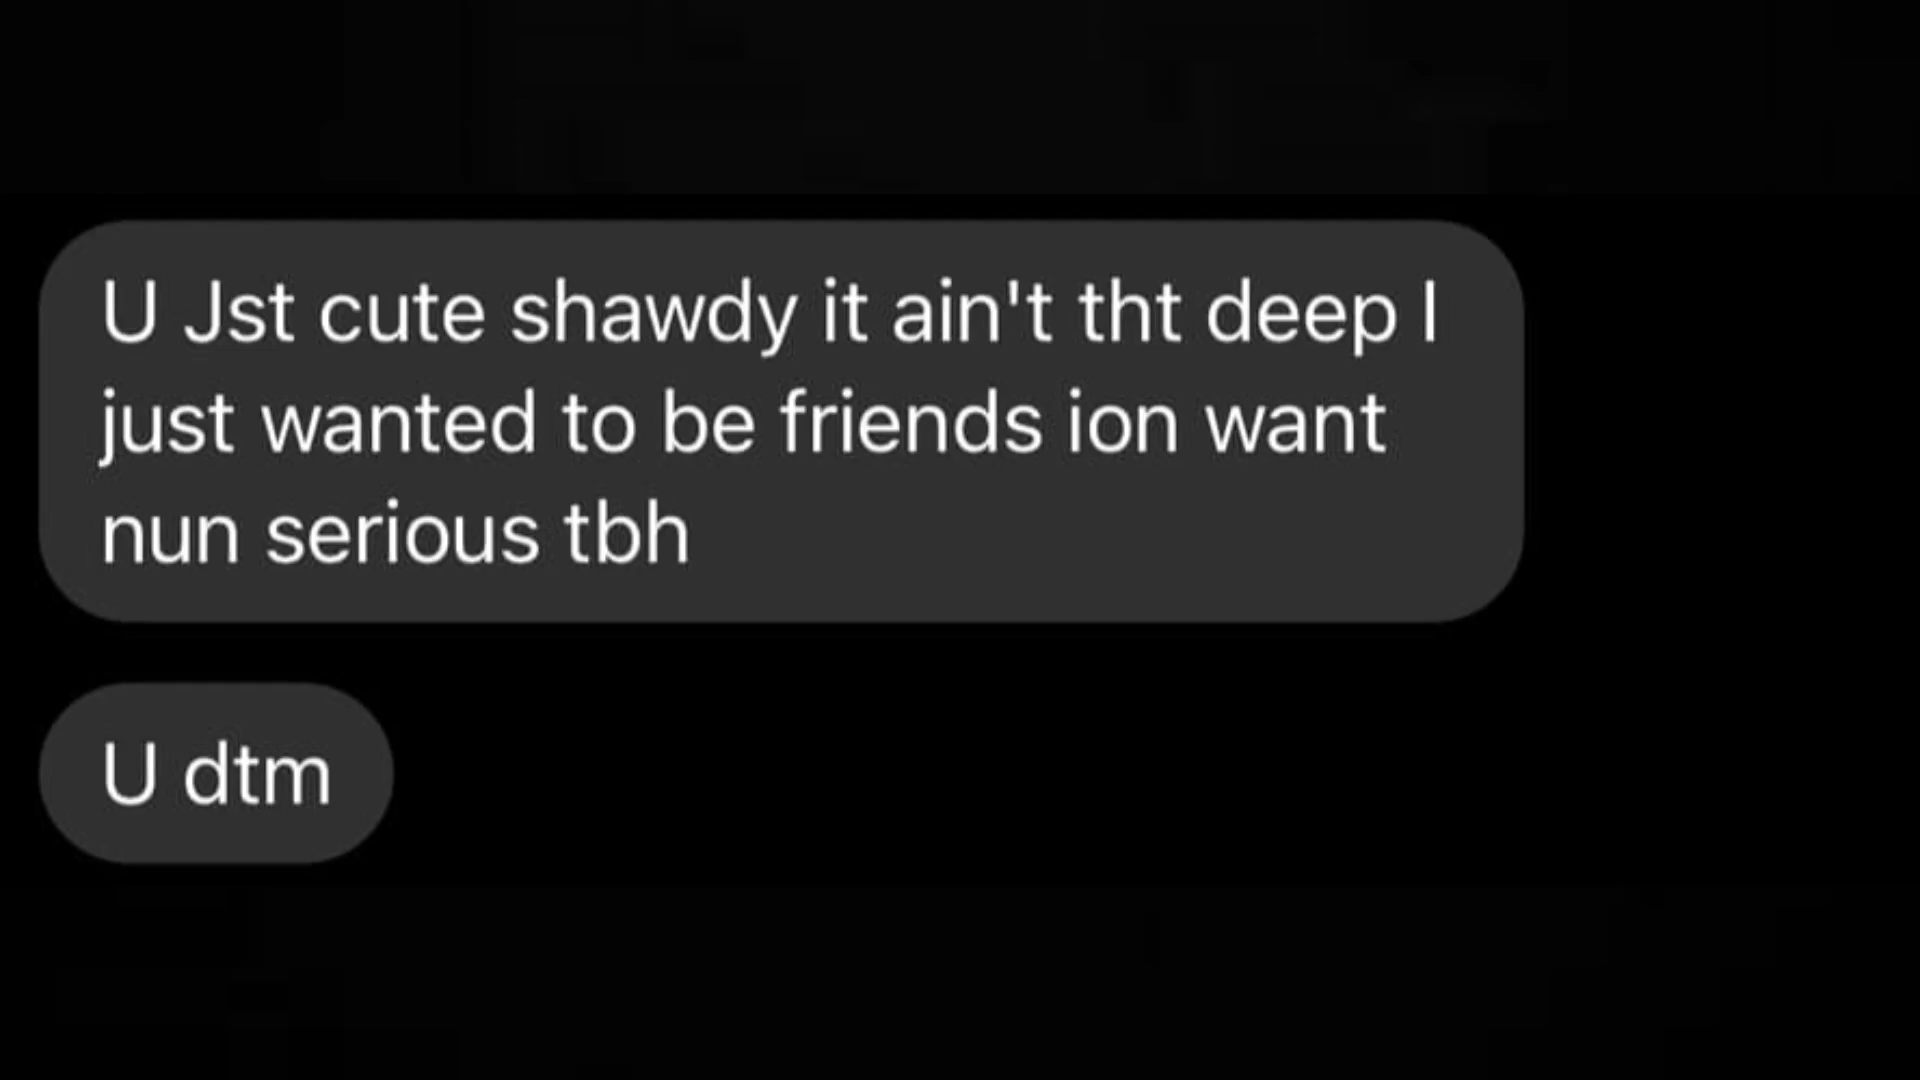 U Jst cute shawdy it ain't tht deep I
just wanted to be friends ion want
nun serious tbh
U dtm